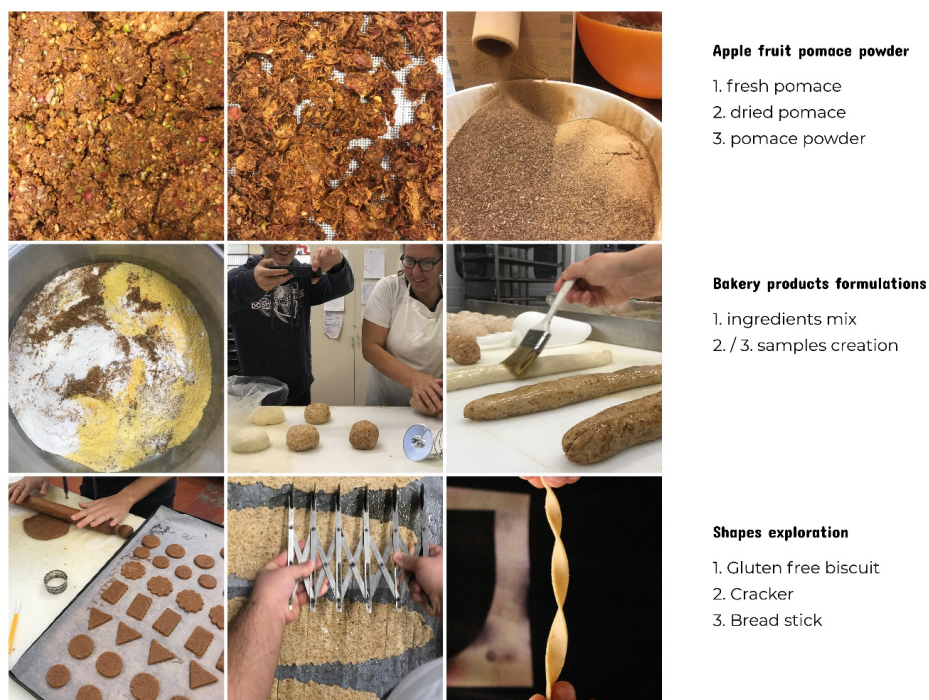 Apple fruit pomace powder
1. fresh pomace
2. dried pomace
3. pomace powder
Bakery products formulations
1. ingredients mix
2. / 3. samples creation
Shapes exploration
1. Gluten free biscuit
2. Cracker
3. Bread stick